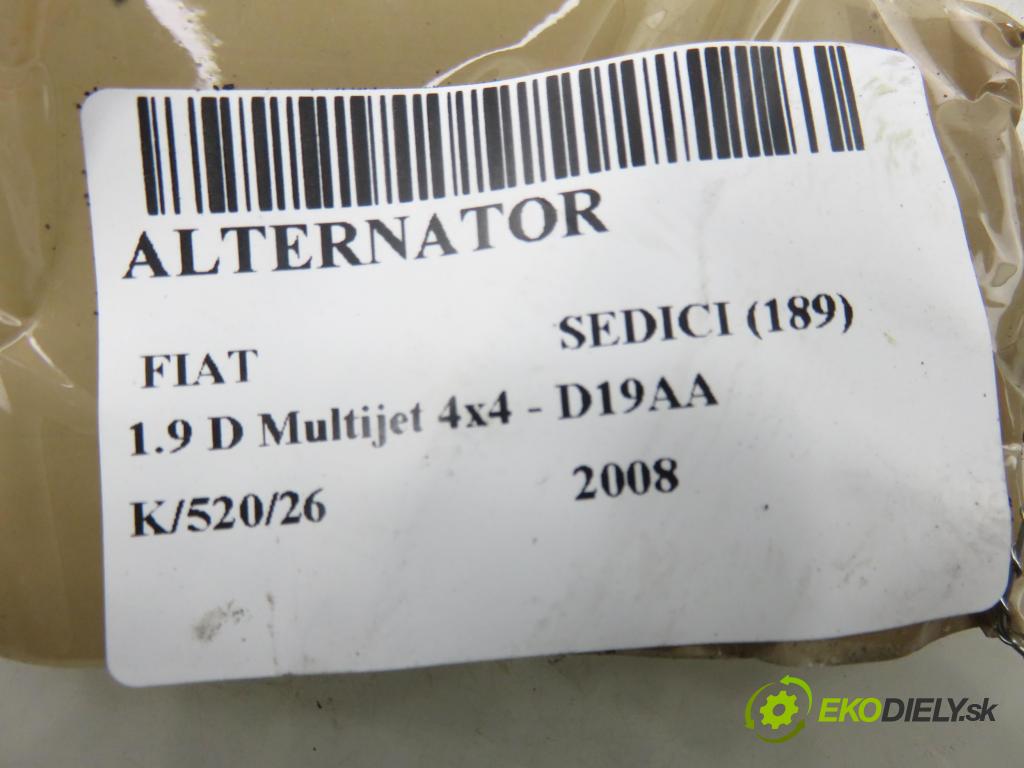 ALTERNATOR
FIAT SEDICI (189)
1.9 D Multijet 4x4 - D19AA
K/520/26 2008
EKODIELY.sk